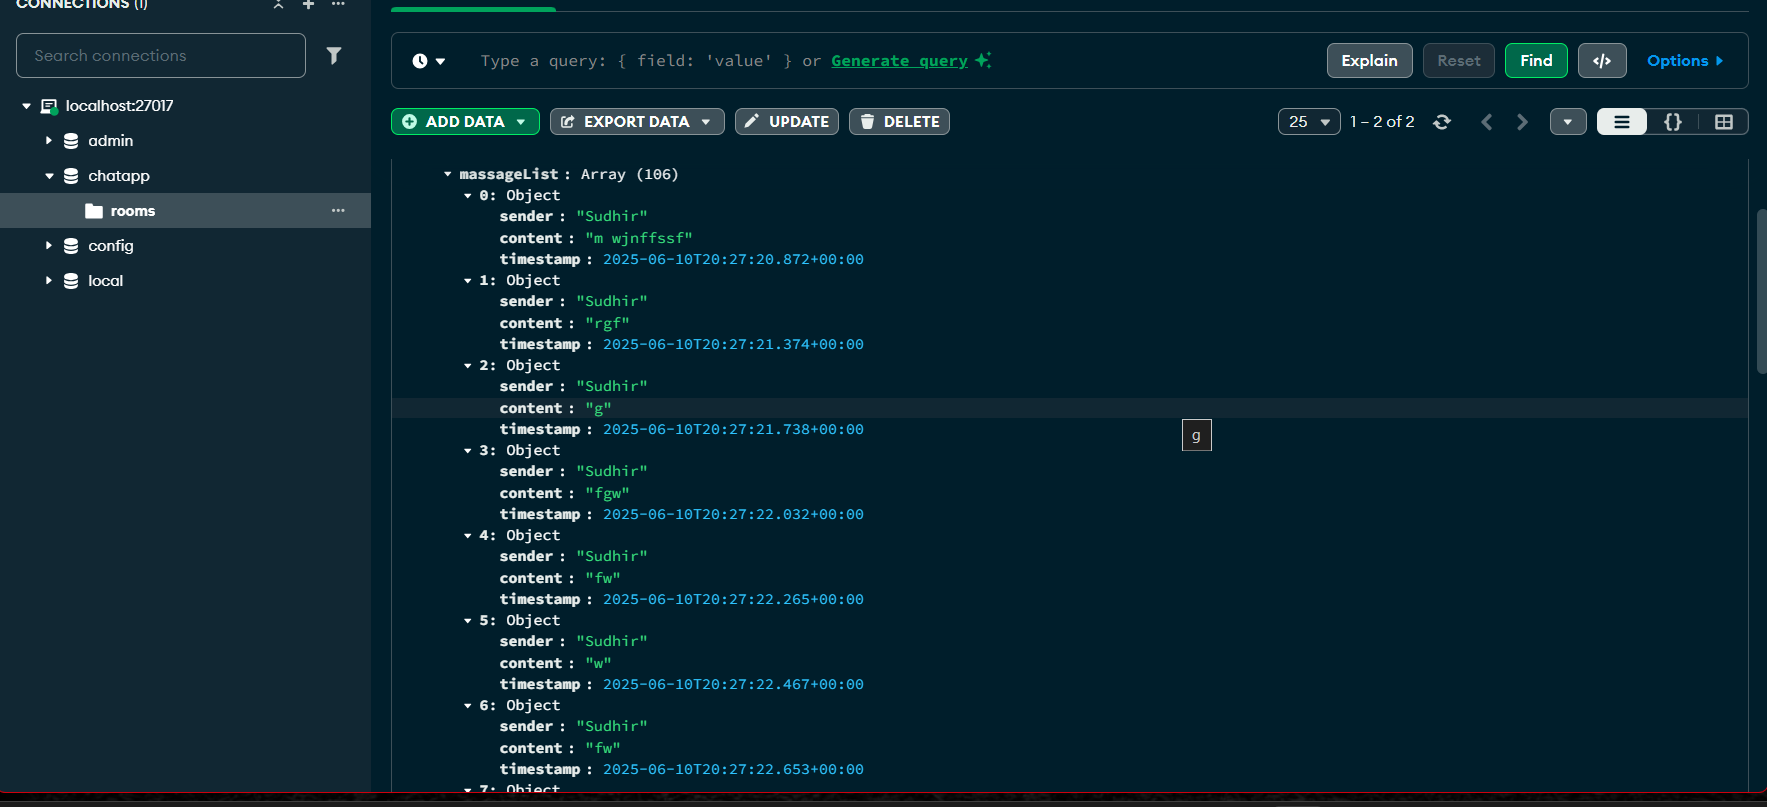 CONNECTIONS (1)
Search connections
localhost:27017
admin
chatapp
rooms
config
local
Type a query: { field: 'value' } or Generate query
Explain
Reset
Find
</>
Options
ADD DATA
EXPORT DATA
UPDATE
DELETE
25
1 – 2 of 2
{}
massageList : Array (106)
0: Object
sender : "Sudhir"
content : "m wjnffssf"
timestamp : 2025-06-10T20:27:20.872+00:00
1: Object
sender : "Sudhir"
content : "rgf"
timestamp : 2025-06-10T20:27:21.374+00:00
2: Object
sender : "Sudhir"
content : "g"
timestamp : 2025-06-10T20:27:21.738+00:00
g
3: Object
sender : "Sudhir"
content : "fgw"
timestamp : 2025-06-10T20:27:22.032+00:00
4: Object
sender : "Sudhir"
content : "fw"
timestamp : 2025-06-10T20:27:22.265+00:00
5: Object
sender : "Sudhir"
content : "w"
timestamp : 2025-06-10T20:27:22.467+00:00
6: Object
sender : "Sudhir"
content : "fw"
timestamp : 2025-06-10T20:27:22.653+00:00
7: Object